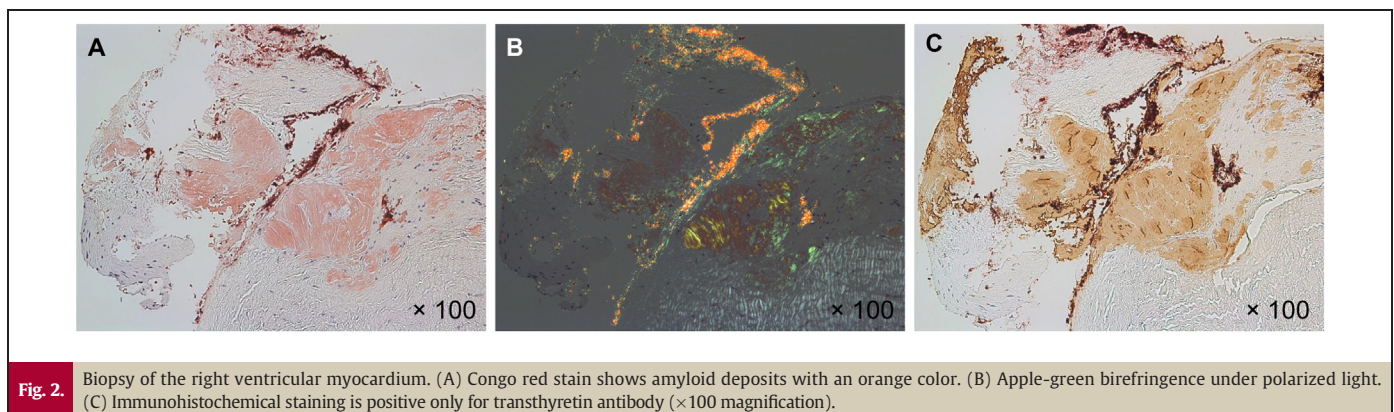 A
B
C
× 100
× 100
× 100
Fig. 2.
Biopsy of the right ventricular myocardium. (A) Congo red stain shows amyloid deposits with an orange color. (B) Apple-green birefringence under polarized light.
(C) Immunohistochemical staining is positive only for transthyretin antibody (×100 magnification).